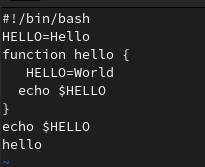 #!/bin/bash
HELLO=Hello
function hello {
   HELLO=World
  echo $HELLO
}
echo $HELLO
hello
~